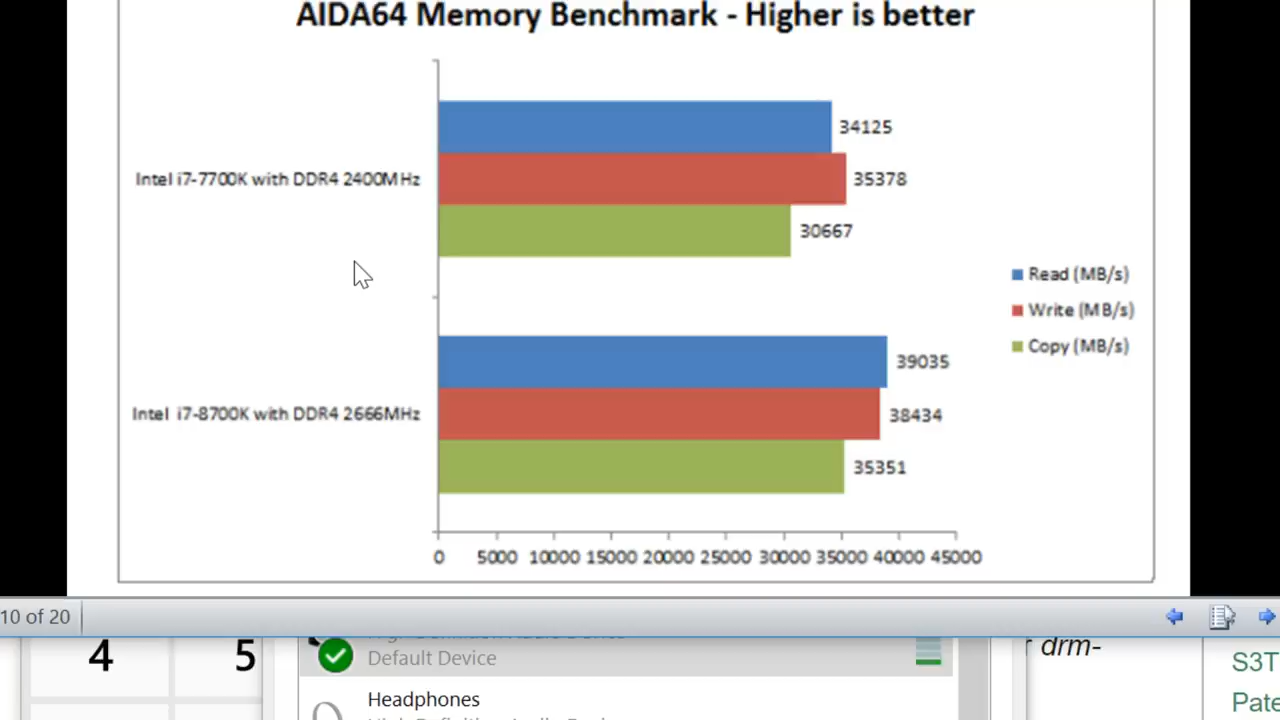 AIDA64 Memory Benchmark - Higher is better
34125
Intel i7-7700K with DDR4 2400MHz
35378
30667
Read (MB/s)
Write (MB/s)
Copy (MB/s)
39035
Intel i7-8700K with DDR4 2666MHz
38434
35351
0 5000 10000 15000 20000 25000 30000 35000 40000 45000
10 of 20
4 5
Default Device
drm-
S3T
Pate
Headphones